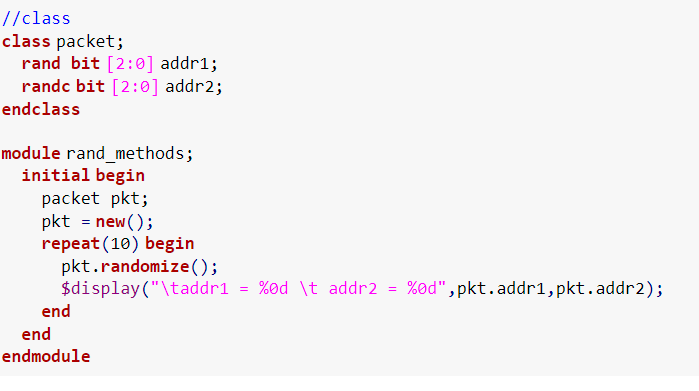 //class
class packet;
  rand bit [2:0] addr1;
  randc bit [2:0] addr2;
endclass

module rand_methods;
  initial begin
    packet pkt;
    pkt = new();
    repeat(10) begin
      pkt.randomize();
      $display("\taddr1 = %0d \t addr2 = %0d",pkt.addr1,pkt.addr2);
    end
  end
endmodule